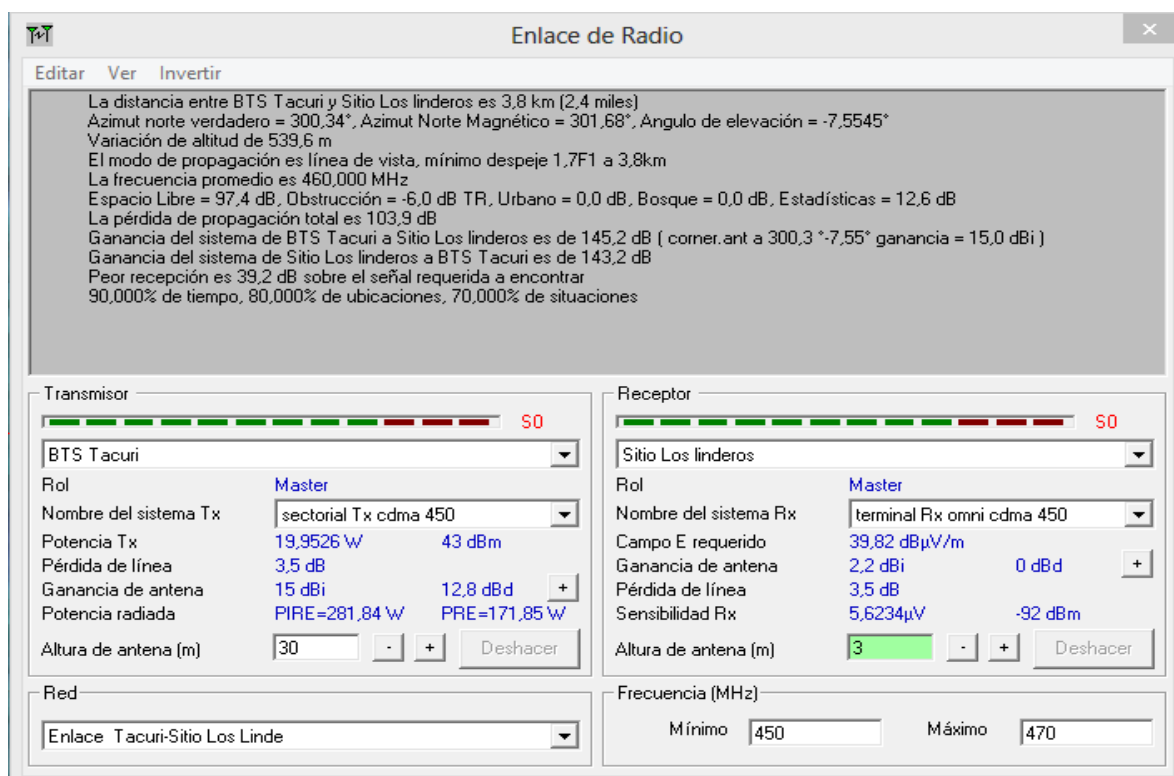 Enlace de Radio
Editar Ver Invertir
La distancia entre BTS Tacuri y Sitio Los linderos es 3,8 km (2,4 miles)
Azimut norte verdadero = 300,34°, Azimut Norte Magnético = 301,68°, Angulo de elevación = -7,5545°
Variación de altitud de 539,6 m
El modo de propagación es línea de vista, mínimo despeje 1,7F1 a 3,8km
La frecuencia promedio es 460,000 MHz
Espacio Libre = 97,4 dB, Obstrucción = -6,0 dB TR, Urbano = 0,0 dB, Bosque = 0,0 dB, Estadísticas = 12,6 dB
La pérdida de propagación total es 103,9 dB
Ganancia del sistema de BTS Tacuri a Sitio Los linderos es de 145,2 dB ( corner.ant a 300,3 °-7,55° ganancia = 15,0 dBi )
Ganancia del sistema de Sitio Los linderos a BTS Tacuri es de 143,2 dB
Peor recepción es 39,2 dB sobre el señal requerida a encontrar
90,000% de tiempo, 80,000% de ubicaciones, 70,000% de situaciones
Transmisor
S0
BTS Tacuri
Rol Master
Nombre del sistema Tx sectorial Tx cdma 450
Potencia Tx 19,9526 W 43 dBm
Pérdida de línea 3,5 dB
Ganancia de antena 15 dBi 12,8 dBd +
Potencia radiada PIRE=281,84 W PRE=171,85 W
Altura de antena (m) 30 - + Deshacer
Receptor
S0
Sitio Los linderos
Rol Master
Nombre del sistema Rx terminal Rx omni cdma 450
Campo E requerido 39,82 dBµV/m
Ganancia de antena 2,2 dBi 0 dBd +
Pérdida de línea 3,5 dB
Sensibilidad Rx 5,6234µV -92 dBm
Altura de antena (m) 3 - + Deshacer
Red
Enlace Tacuri-Sitio Los Linde
Frecuencia (MHz)
Mínimo 450 Máximo 470